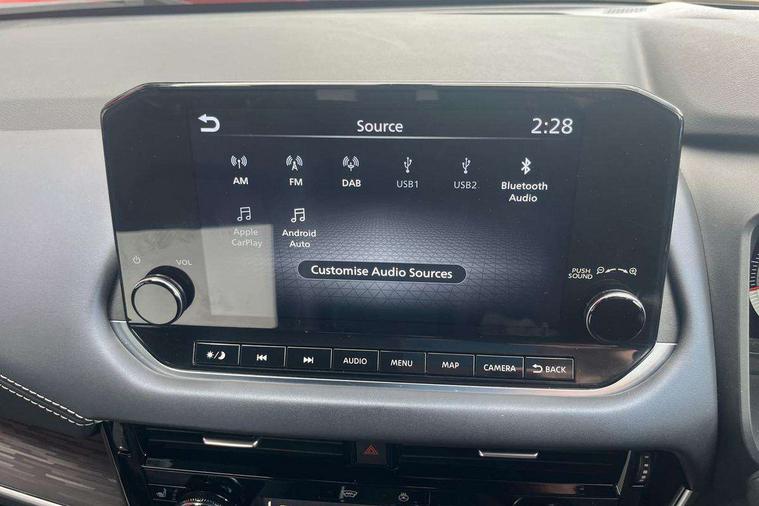 Source
2:28
AM
FM
DAB
USB1
USB2
Bluetooth
Audio
Apple
CarPlay
Android
Auto
Customise Audio Sources
VOL
PUSH
SOUND
AUDIO
MENU
MAP
CAMERA
BACK